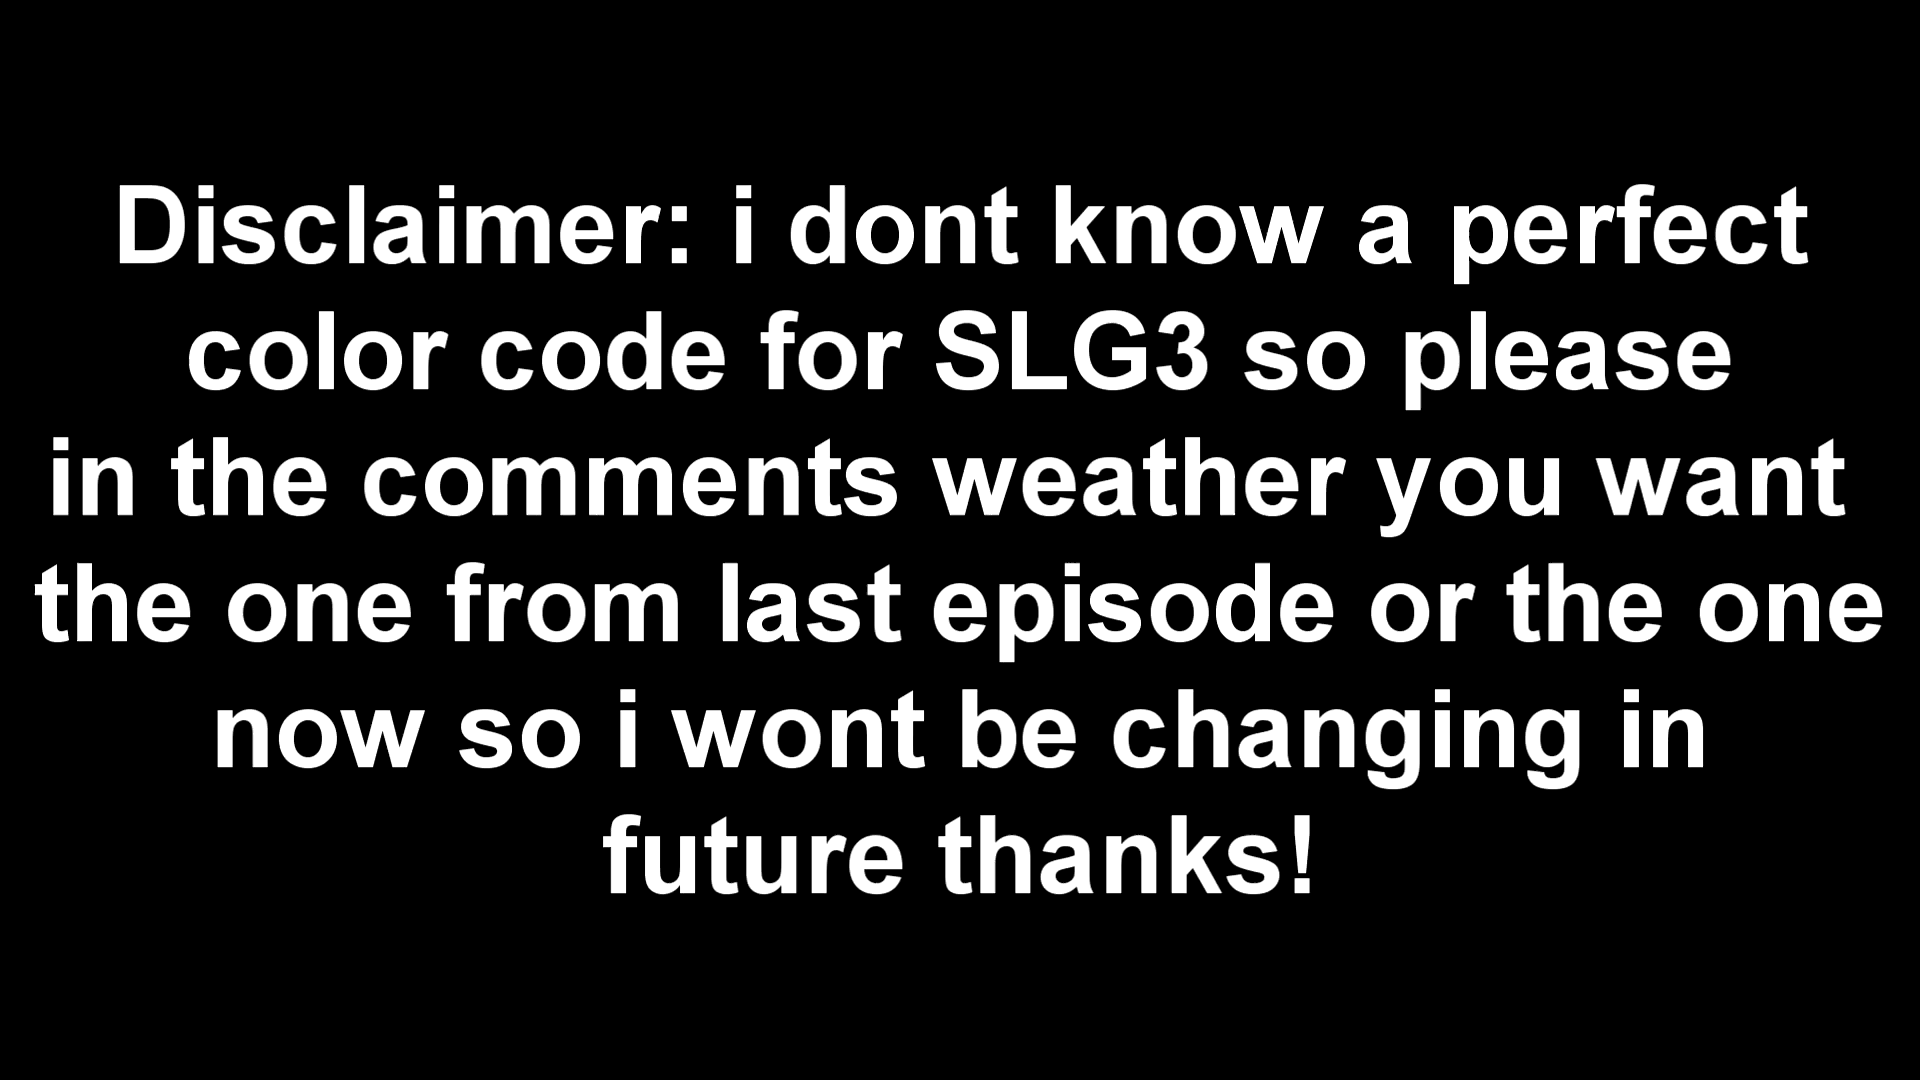 Disclaimer: i dont know a perfect
color code for SLG3 so please
in the comments weather you want
the one from last episode or the one
now so i wont be changing in
future thanks!